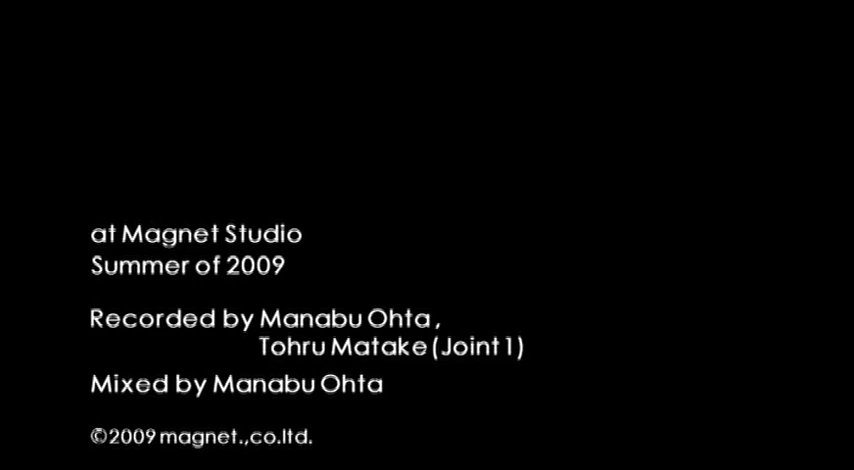 at Magnet Studio
Summer of 2009
Recorded by Manabu Ohta,
Tohru Matake (Joint 1)
Mixed by Manabu Ohta
©2009 magnet.,co.ltd.